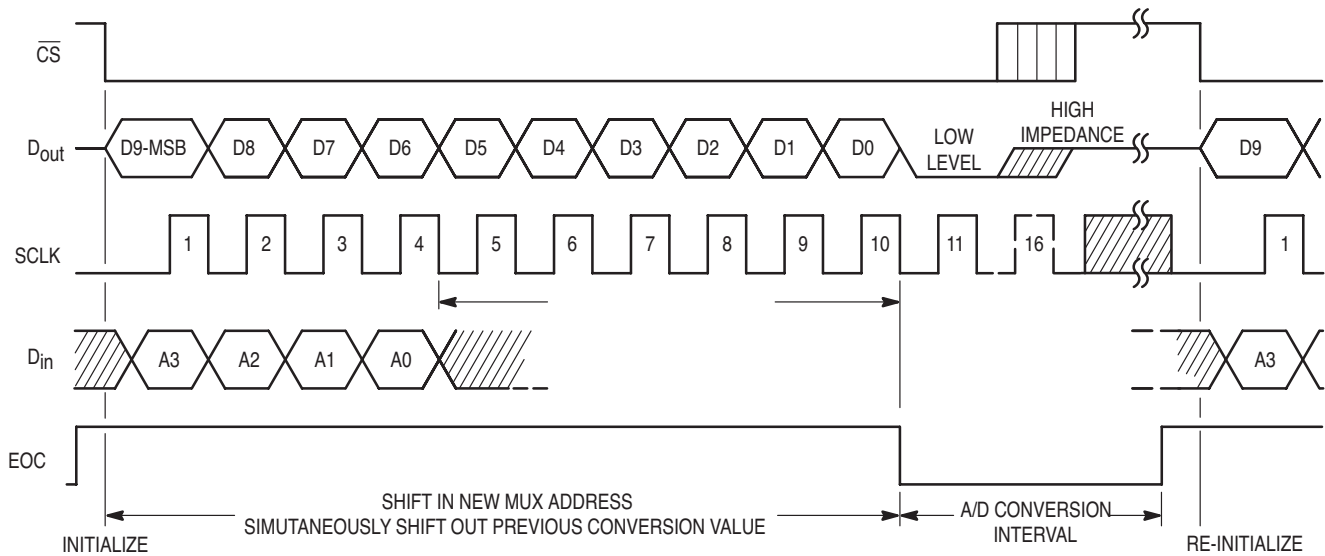 CS
Dout
D9-MSB D8 D7 D6 D5 D4 D3 D2 D1 D0
LOW
LEVEL
HIGH
IMPEDANCE
D9
SCLK
1 2 3 4 5 6 7 8 9 10 11 16 1
Din
A3 A2 A1 A0 A3
EOC
SHIFT IN NEW MUX ADDRESS
SIMUTANEOUSLY SHIFT OUT PREVIOUS CONVERSION VALUE
A/D CONVERSION
INTERVAL
INITIALIZE
RE-INITIALIZE